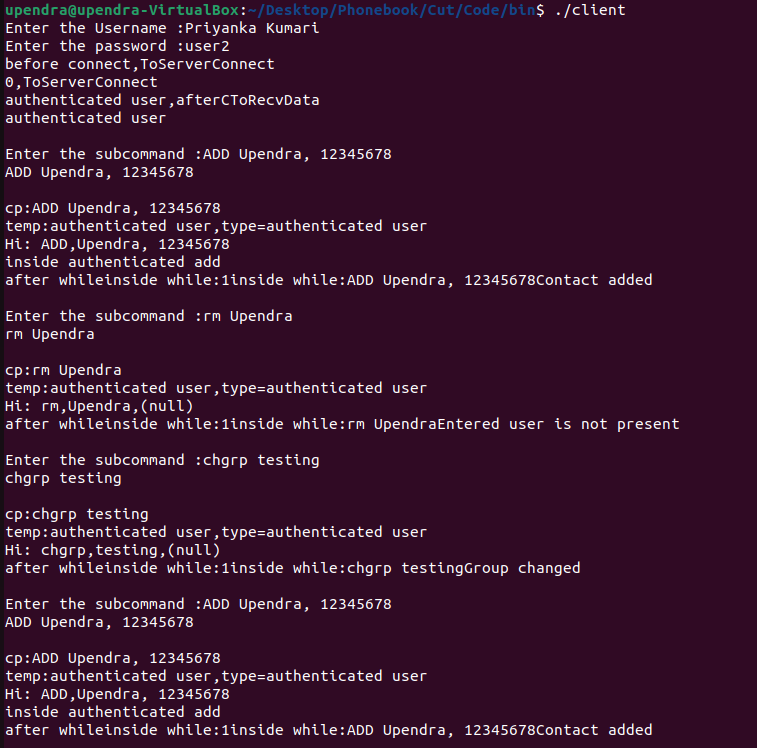 upendra@upendra-VirtualBox:~/Desktop/Phonebook/Cut/Code/bin$ ./client
Enter the Username :Priyanka Kumari
Enter the password :user2
before connect,ToServerConnect
0,ToServerConnect
authenticated user,afterCToRecvData
authenticated user
Enter the subcommand :ADD Upendra, 12345678
ADD Upendra, 12345678
cp:ADD Upendra, 12345678
temp:authenticated user,type=authenticated user
Hi: ADD,Upendra, 12345678
inside authenticated add
after whileinside while:1inside while:ADD Upendra, 12345678Contact added
Enter the subcommand :rm Upendra
rm Upendra
cp:rm Upendra
temp:authenticated user,type=authenticated user
Hi: rm,Upendra,(null)
after whileinside while:1inside while:rm UpendraEntered user is not present
Enter the subcommand :chgrp testing
chgrp testing
cp:chgrp testing
temp:authenticated user,type=authenticated user
Hi: chgrp,testing,(null)
after whileinside while:1inside while:chgrp testingGroup changed
Enter the subcommand :ADD Upendra, 12345678
ADD Upendra, 12345678
cp:ADD Upendra, 12345678
temp:authenticated user,type=authenticated user
Hi: ADD,Upendra, 12345678
inside authenticated add
after whileinside while:1inside while:ADD Upendra, 12345678Contact added